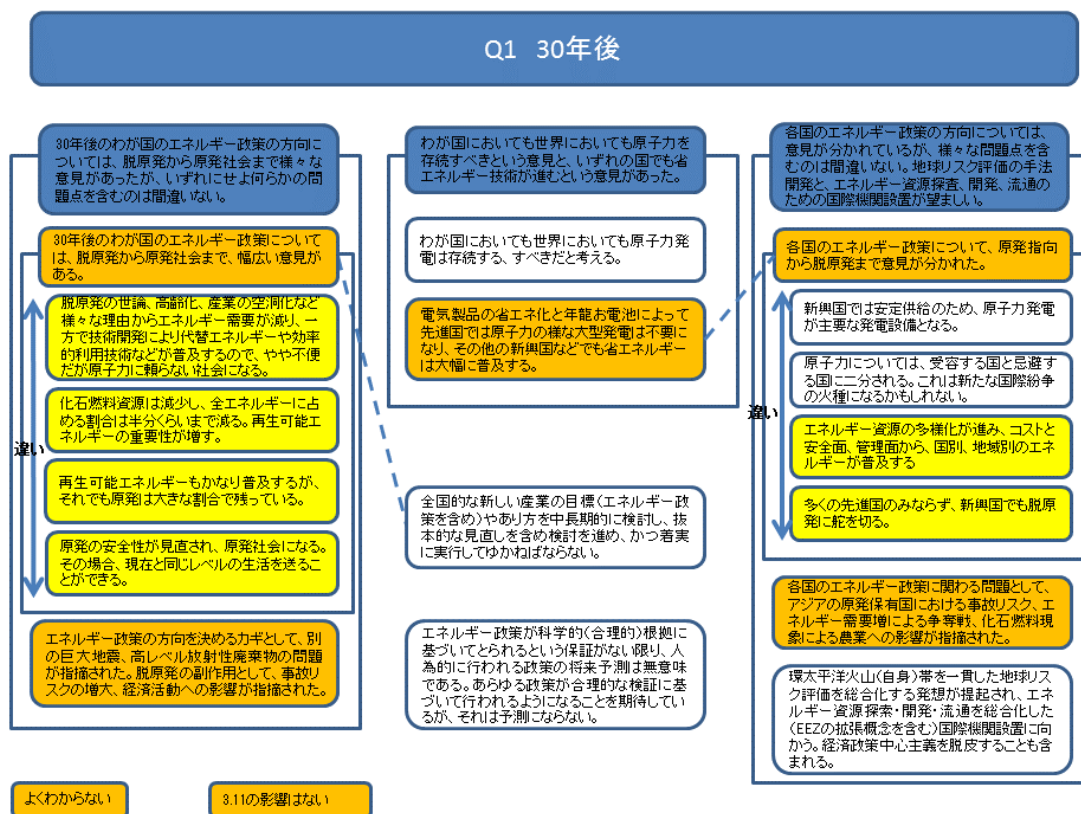 Q1 30年後
30年後のわが国のエネルギー政策の方向に
ついては、脱原発から原発社会まで様々な
意見があったが、いずれにせよ何らかの問
題点を含むのは間違いない。
30年後のわが国のエネルギー政策について
は、脱原発から原発社会まで、幅広い意見が
ある。
脱原発の世論、高齢化、産業の空洞化など
様々な理由からエネルギー需要が減り、一
方で技術開発により代替エネルギーや効率
的利用技術などが普及するので、やや不便
だが原子力に頼らない社会になる。
化石燃料資源は減少し、全エネルギーに占
める割合は半分くらいまで減る。再生可能エ
ネルギーの重要性が増す。
違い
再生可能エネルギーもかなり普及するが、
それでも原発は大きな割合で残っている。
原発の安全性が見直され、原発社会になる。
その場合、現在と同じレベルの生活を送るこ
とができる。
エネルギー政策の方向を決めるカギとして、別
の巨大地震、高レベル放射性廃棄物の問題
が指摘された。脱原発の副作用として、事故リ
スクの増大、経済活動への影響が指摘された。
よくわからない
3.11の影響はない
わが国においても世界においても原子力を
存続すべきという意見と、いずれの国でも省
エネルギー技術が進むという意見があった。
わが国においても世界においても原子力発
電は存続する、すべきだと考える。
電気製品の省エネ化と年龍お電池によって
先進国では原子力の様な大型発電は不要に
なり、その他の新興国などでも省エネルギー
は大幅に普及する。
全国的な新しい産業の目標(エネルギー政
策を含め)やあり方を中長期的に検討し、抜
本的な見直しを含め検討を進め、かつ着実
に実行してゆかねばならない。
エネルギー政策が科学的(合理的)根拠に
基づいてとられるという保証がない限り、人
為的に行われる政策の将来予測は無意味
である。あらゆる政策が合理的な検証に基
づいて行われるようになることを期待してい
るが、それは予測にならない。
各国のエネルギー政策の方向については、
意見が分かれているが、様々な問題点を含
むのは間違いない。地球リスク評価の手法
開発と、エネルギー資源探査、開発、流通の
ための国際機関設置が望ましい。
各国のエネルギー政策について、原発指向
から脱原発まで意見が分かれた。
新興国では安定供給のため、原子力発電
が主要な発電設備となる。
原子力については、受容する国と忌避す
る国に二分される。これは新たな国際紛争
の火種になるかもしれない。
違い
エネルギー資源の多様化が進み、コストと
安全面、管理面から、国別、地域別のエネ
ルギーが普及する
多くの先進国のみならず、新興国でも脱原
発に舵を切る。
各国のエネルギー政策に関わる問題として、
アジアの原発保有国における事故リスク、エ
ネルギー需要増による争奪戦、化石燃料現
象による農業への影響が指摘された。
環太平洋火山(自身)帯を一貫した地球リス
ク評価を総合化する発想が提起され、エネ
ルギー資源探索・開発・流通を総合化した
(EEZの拡張概念を含む)国際機関設置に向
かう。経済政策中心主義を脱皮することも含
まれる。